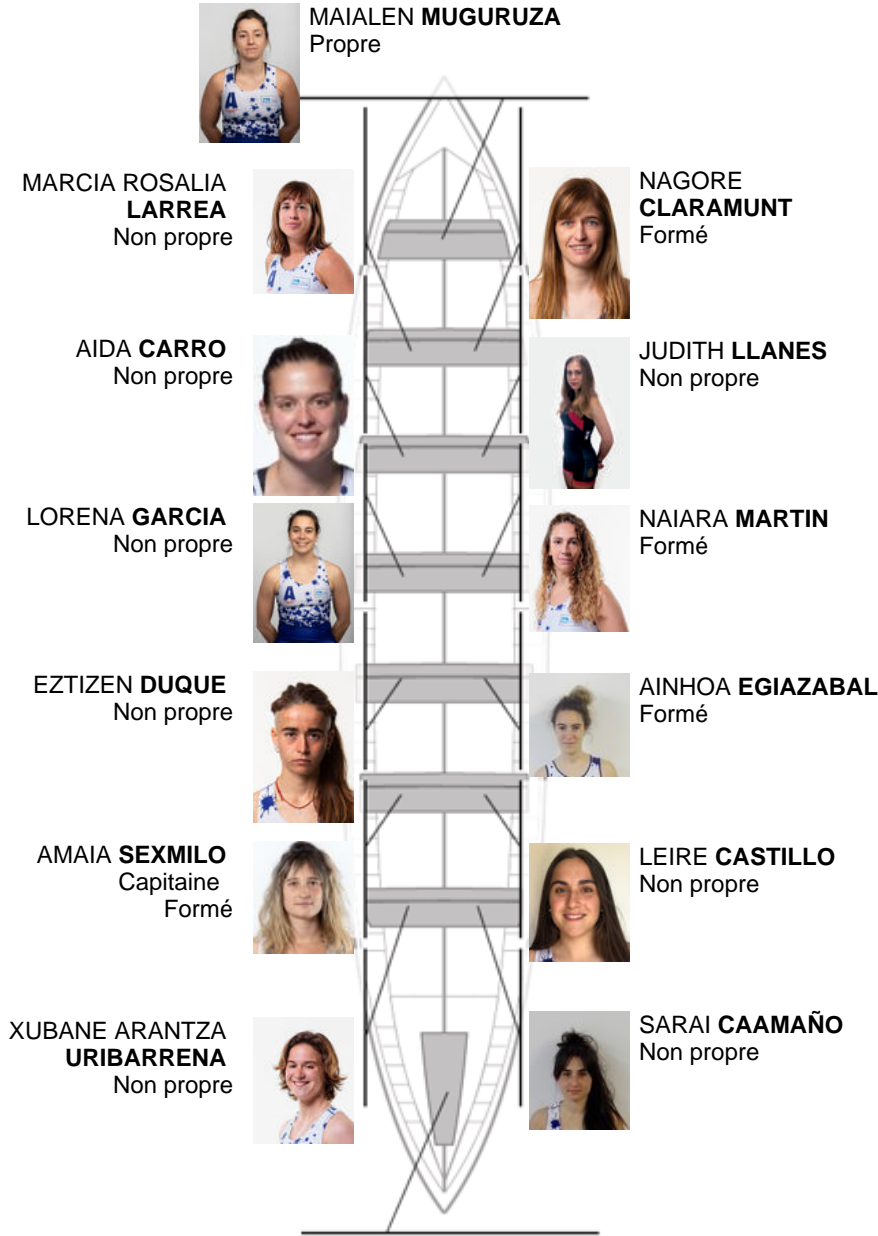 MAIALEN MUGURUZA
Propre
MARCIA ROSALIA
LARREA
Non propre
NAGORE
CLARAMUNT
Formé
AIDA CARRO
Non propre
JUDITH LLANES
Non propre
LORENA GARCIA
Non propre
NAIARA MARTIN
Formé
EZTIZEN DUQUE
Non propre
AINHOA EGIAZABAL
Formé
AMAIA SEXMILO
Capitaine
Formé
LEIRE CASTILLO
Non propre
XUBANE ARANTZA
URIBARRENA
Non propre
SARAI CAAMAÑO
Non propre